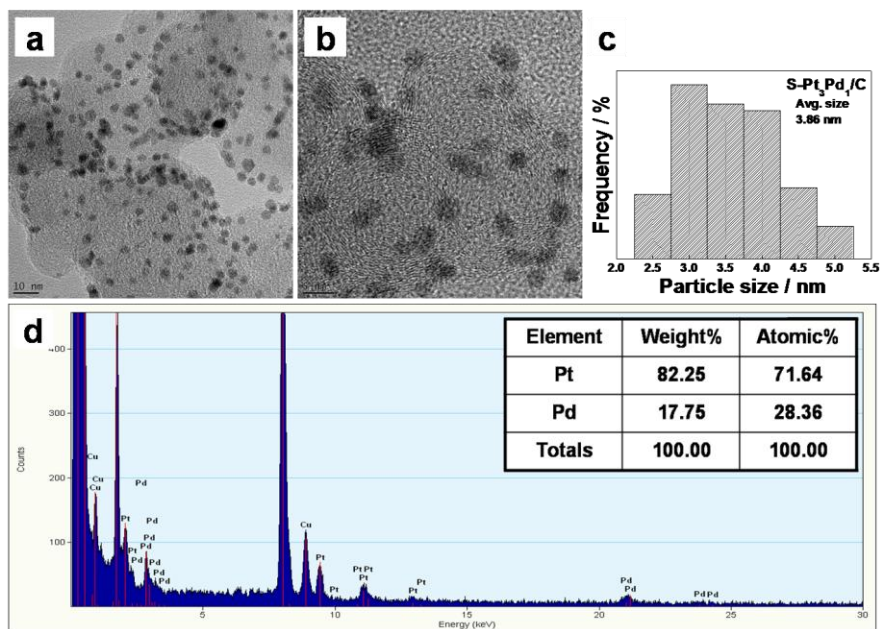 a
10 nm
b
c
S-Pt3Pd1/C
Avg. size
3.86 nm
Frequency / %
2.0 2.5 3.0 3.5 4.0 4.5 5.0 5.5
Particle size / nm
d
Element Weight% Atomic%
Pt 82.25 71.64
Pd 17.75 28.36
Totals 100.00 100.00
400
300
200
100
Counts
Cu
Cu
Cu
Pd
Pt
Pt
Pd
Pd
Pd
Pd
Pd
Pd
Cu
Pt
Pt
Pt Pt
Pt
Pt
Pt
Pd
Pd
Pd Pd
5 10 15 20 25 30
Energy (keV)